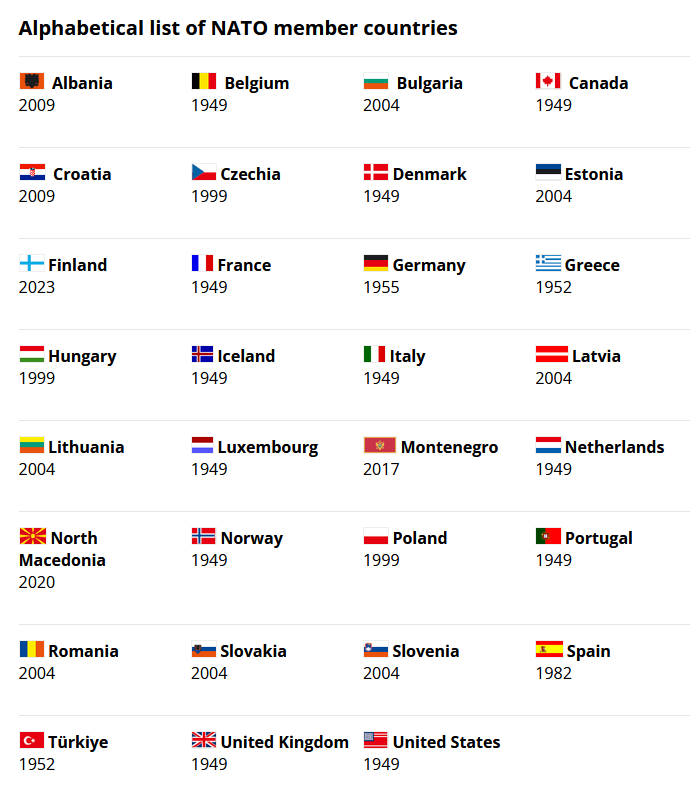 Alphabetical list of NATO member countries
Albania
2009
Belgium
1949
Bulgaria
2004
Canada
1949
Croatia
2009
Czechia
1999
Denmark
1949
Estonia
2004
Finland
2023
France
1949
Germany
1955
Greece
1952
Hungary
1999
Iceland
1949
Italy
1949
Latvia
2004
Lithuania
2004
Luxembourg
1949
Montenegro
2017
Netherlands
1949
North
Macedonia
2020
Norway
1949
Poland
1999
Portugal
1949
Romania
2004
Slovakia
2004
Slovenia
2004
Spain
1982
Türkiye
1952
United Kingdom
1949
United States
1949